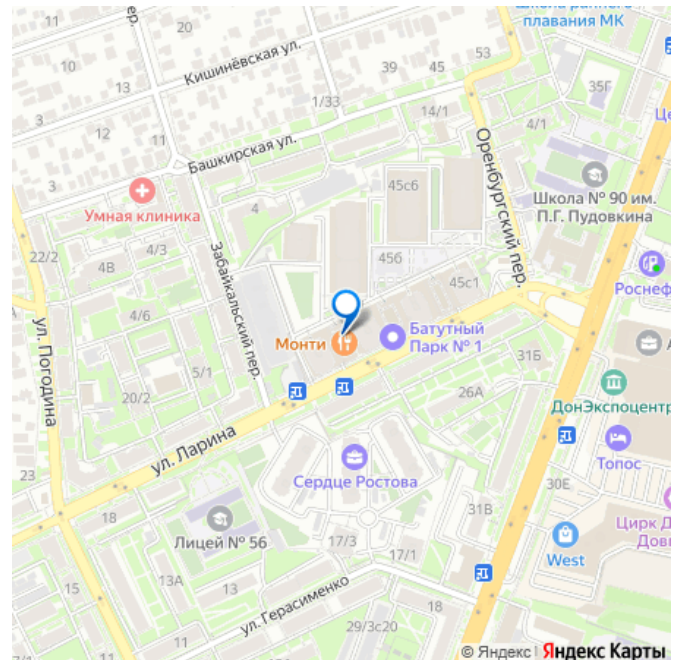 Школа раннего
плавания МК
пер.
10
13
Кишинёвская ул.
39
45
53
3
12
11
1/33
14/1
35Г
Башкирская ул.
4/1
3
Умная клиника
4
45с6
Оренбургский пер.
Школа № 90 им.
П.Г. Пудовкина
22/2
4/3
4В
Забайкальский пер.
45б
45с1
4/6
Монти
Батутный
Парк № 1
ул. Погодина
5/1
20/2
31Б
26А
ДонЭкспоцентр
ул. Ларина
Сердце Ростова
Топос
23
30Е
18
31В
Лицей № 56
17/3
17/1
West
15
13А
13
ул. Герасименко
18
11
11
29/3с20
© Яндекс
Яндекс Карты